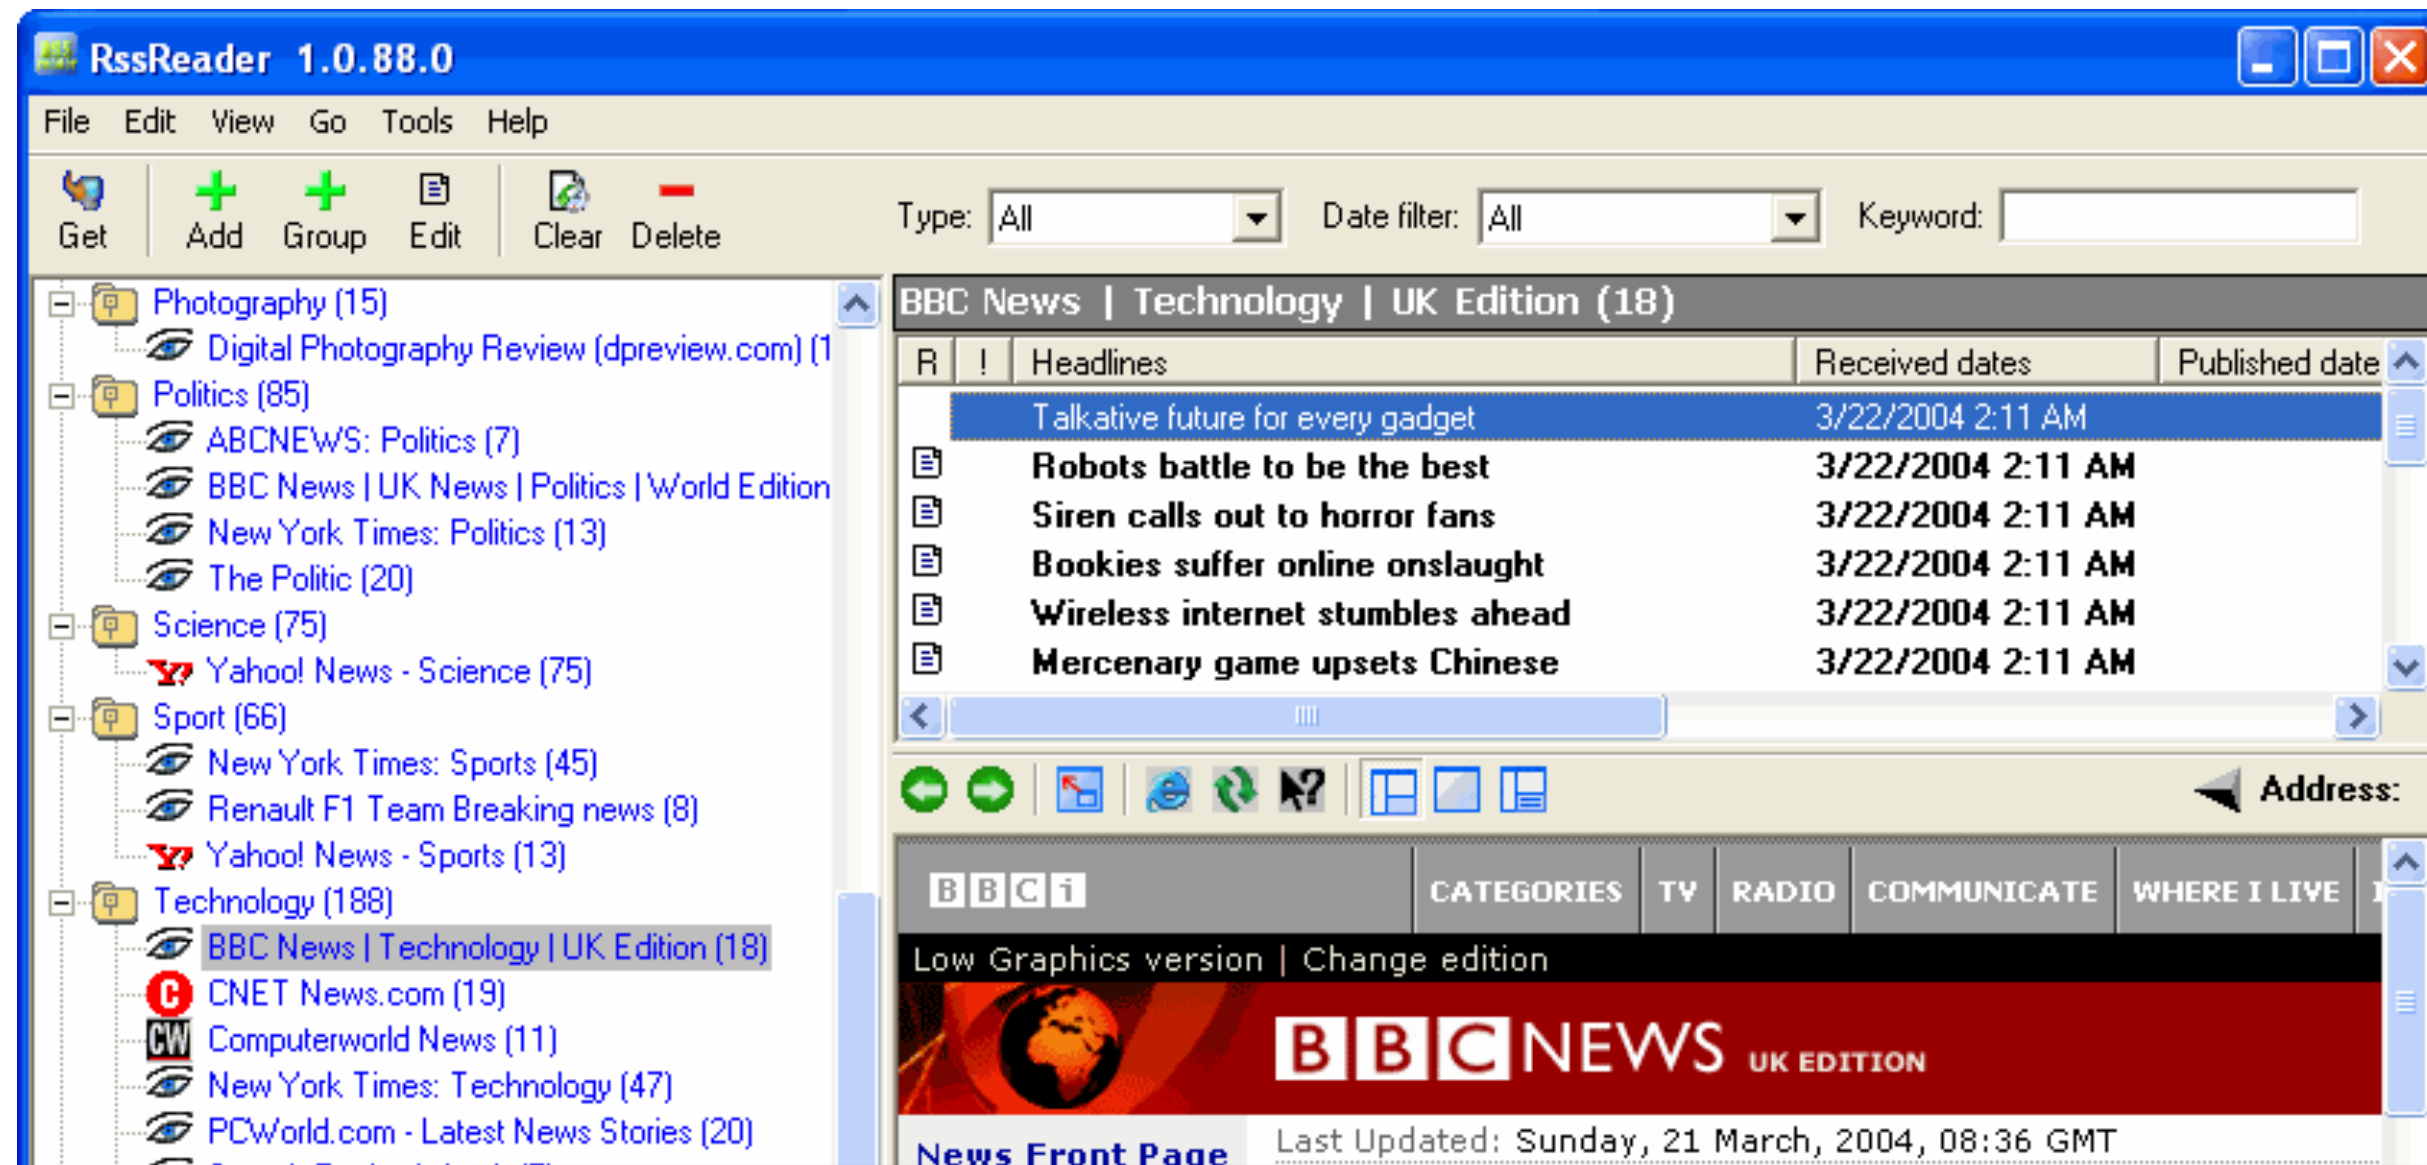 RssReader 1.0.88.0
File Edit View Go Tools Help
Get Add Group Edit Clear Delete
Type: All Date filter: All Keyword:
Photography (15)
Digital Photography Review (dpreview.com) (1
Politics (85)
ABCNEWS: Politics (7)
BBC News | UK News | Politics | World Edition
New York Times: Politics (13)
The Politic (20)
Science (75)
Yahoo! News - Science (75)
Sport (66)
New York Times: Sports (45)
Renault F1 Team Breaking news (8)
Yahoo! News - Sports (13)
Technology (188)
BBC News | Technology | UK Edition (18)
CNET News.com (19)
Computerworld News (11)
New York Times: Technology (47)
PCWorld.com - Latest News Stories (20)
BBC News | Technology | UK Edition (18)
R ! Headlines Received dates Published date
Talkative future for every gadget 3/22/2004 2:11 AM
Robots battle to be the best 3/22/2004 2:11 AM
Siren calls out to horror fans 3/22/2004 2:11 AM
Bookies suffer online onslaught 3/22/2004 2:11 AM
Wireless internet stumbles ahead 3/22/2004 2:11 AM
Mercenary game upsets Chinese 3/22/2004 2:11 AM
Address:
BBCi CATEGORIES TV RADIO COMMUNICATE WHERE I LIVE
Low Graphics version | Change edition
BBC NEWS UK EDITION
News Front Page
Last Updated: Sunday, 21 March, 2004, 08:36 GMT